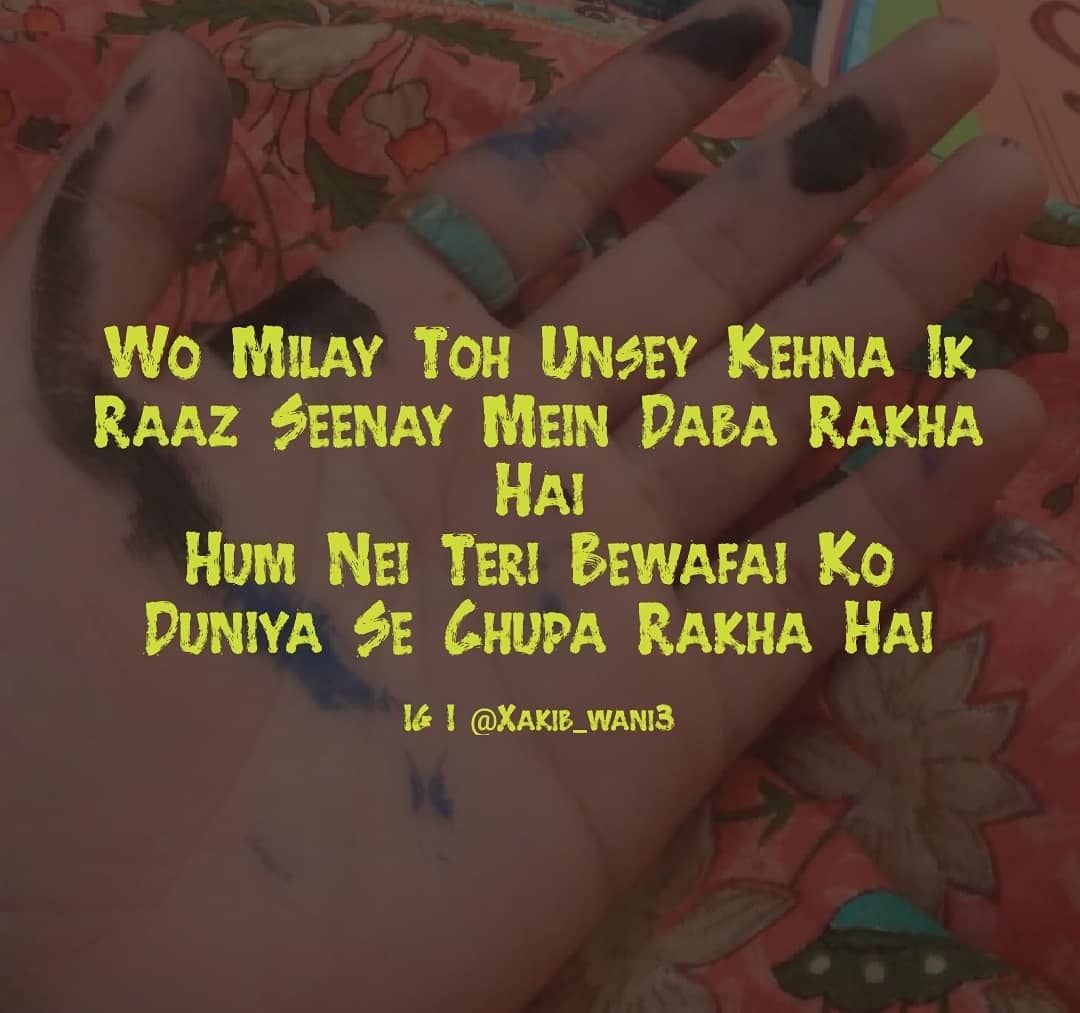 Wo Milay Toh Unsey Kehna Ik
Raaz Seenay Mein Daba Rakha
Hai
Hum Nei Teri Bewafai Ko
Duniya Se Chupa Rakha Hai
IG | @Xakib_wani3